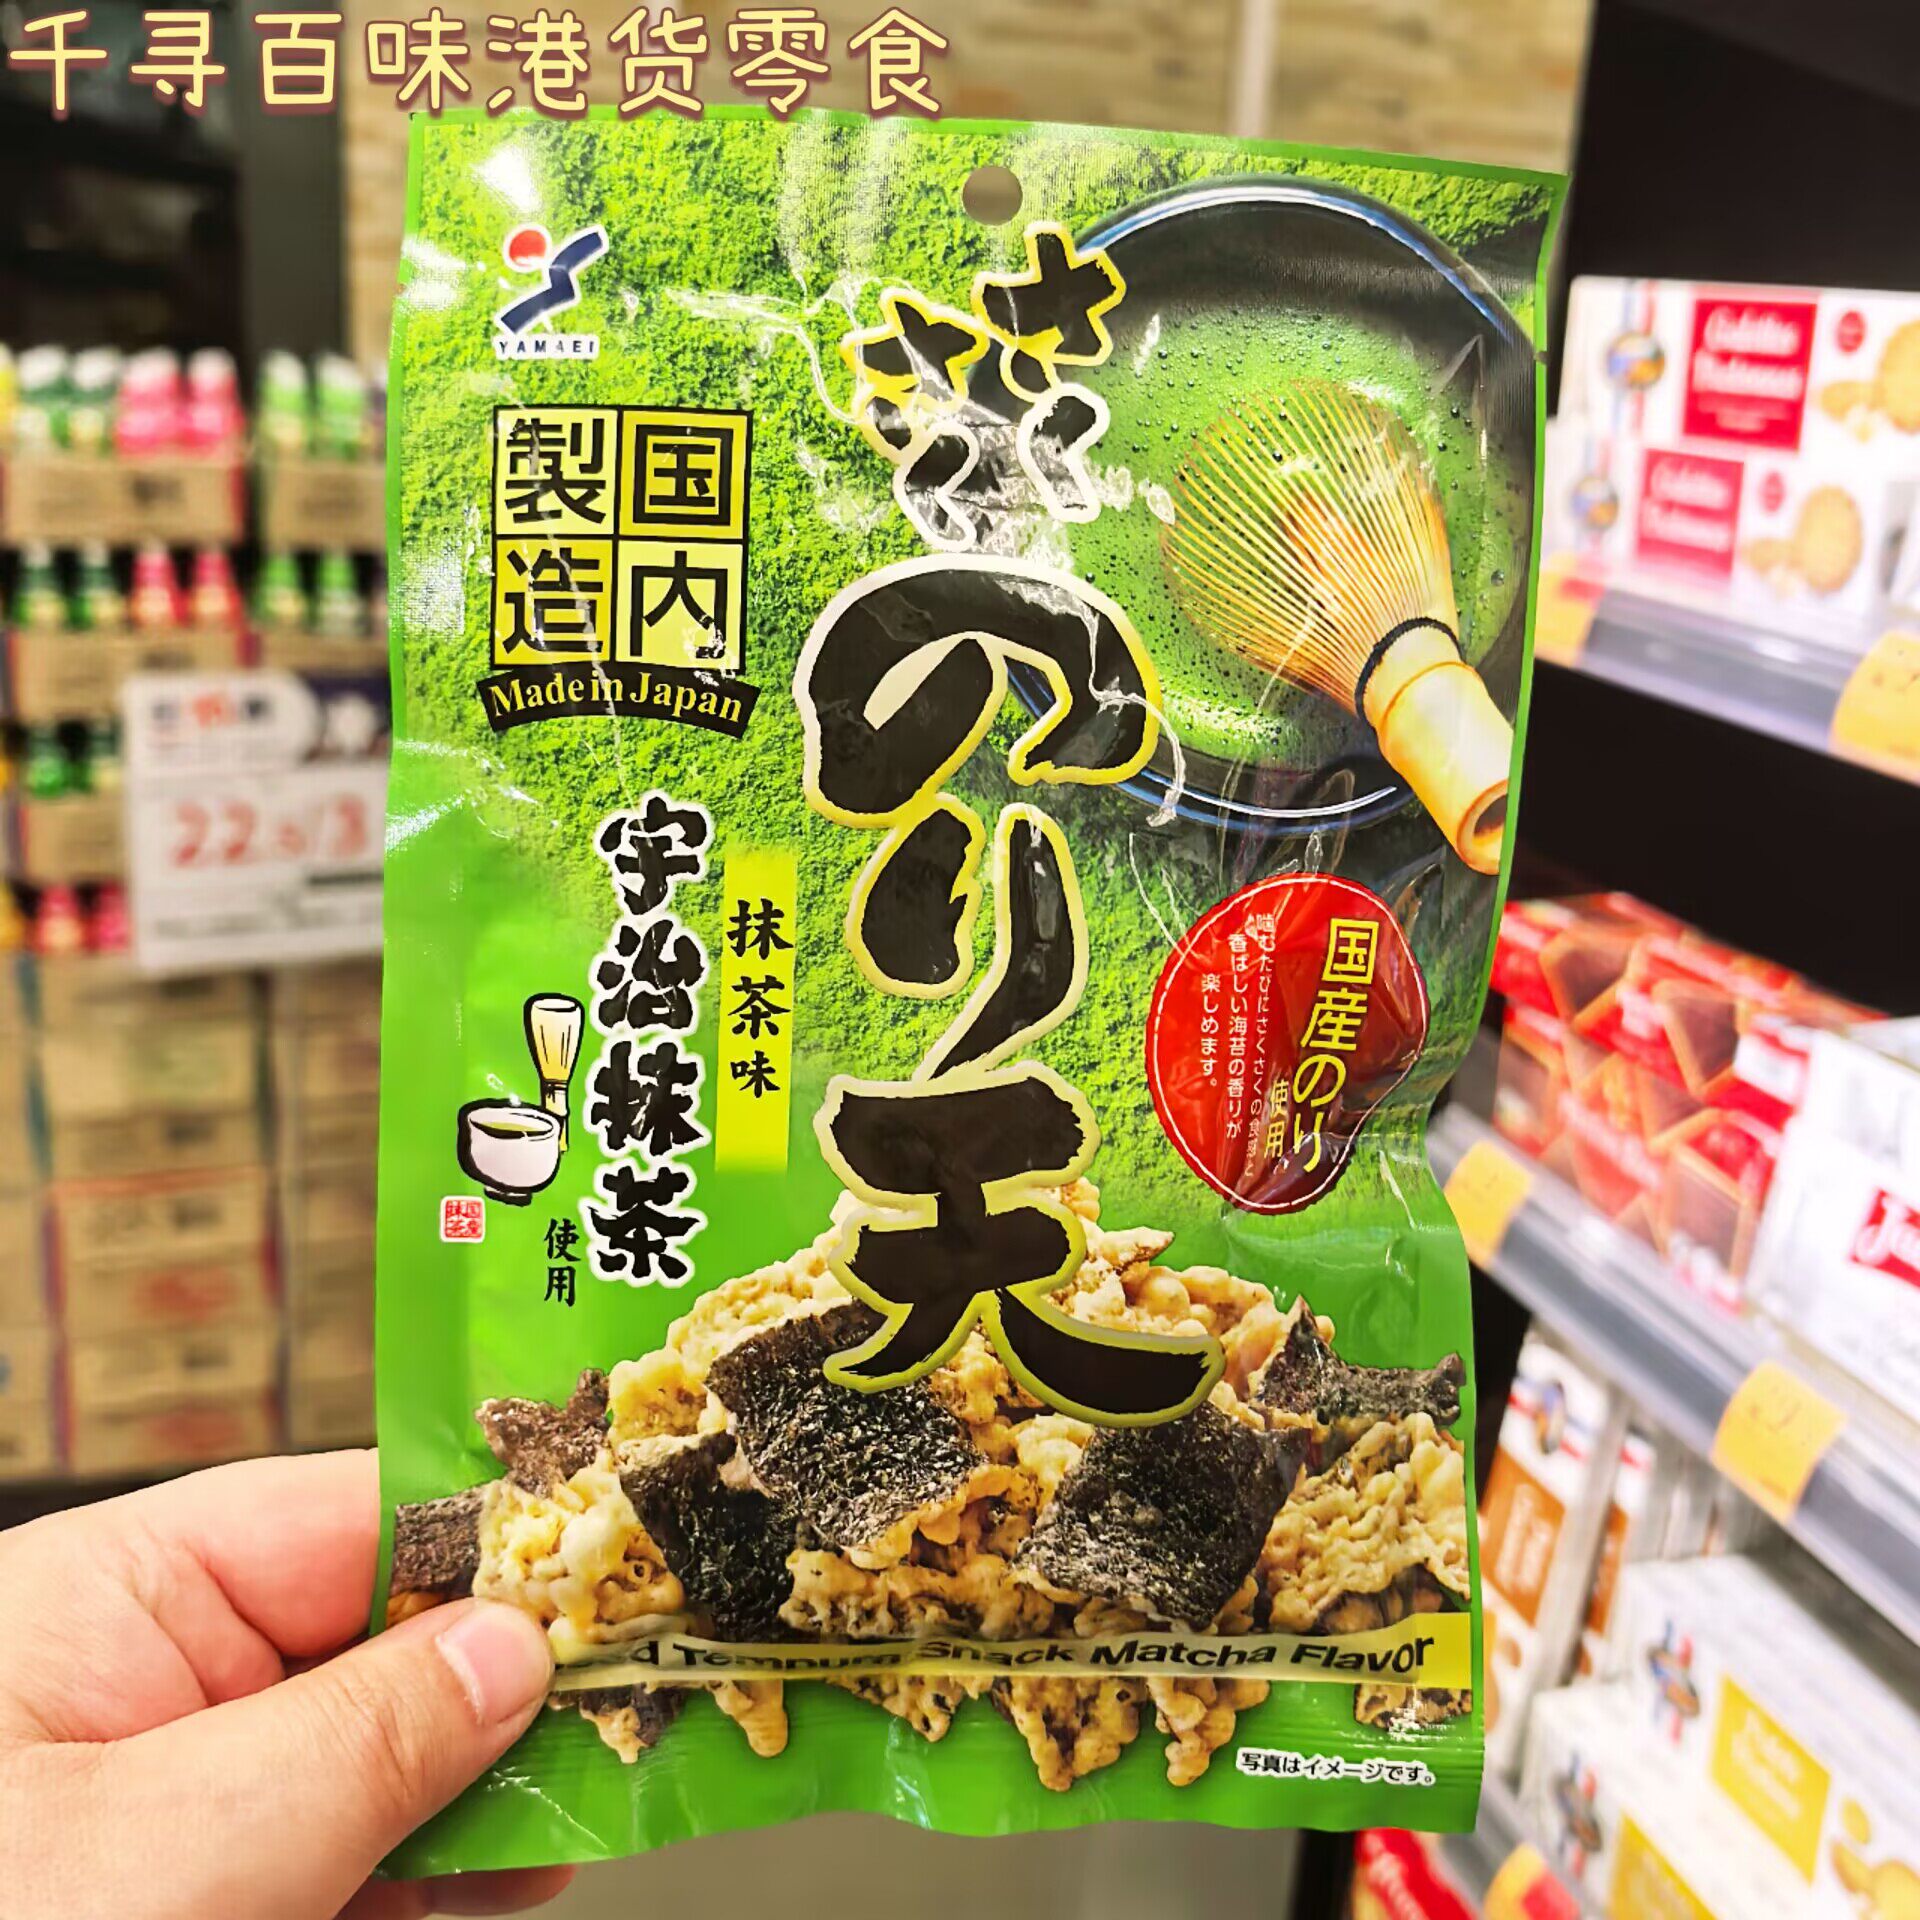 千寻百味港货零食
YAMAEI
国内
製造
Made in Japan
さくさく
のり天
抹茶味
宇治抹茶
使用
国産
抹茶
国産のり
使用
噛むたびにさくさくの食感と
香ばしい海苔の香りが
楽しめます。
Snack Matcha Flavor
写真はイメージです。